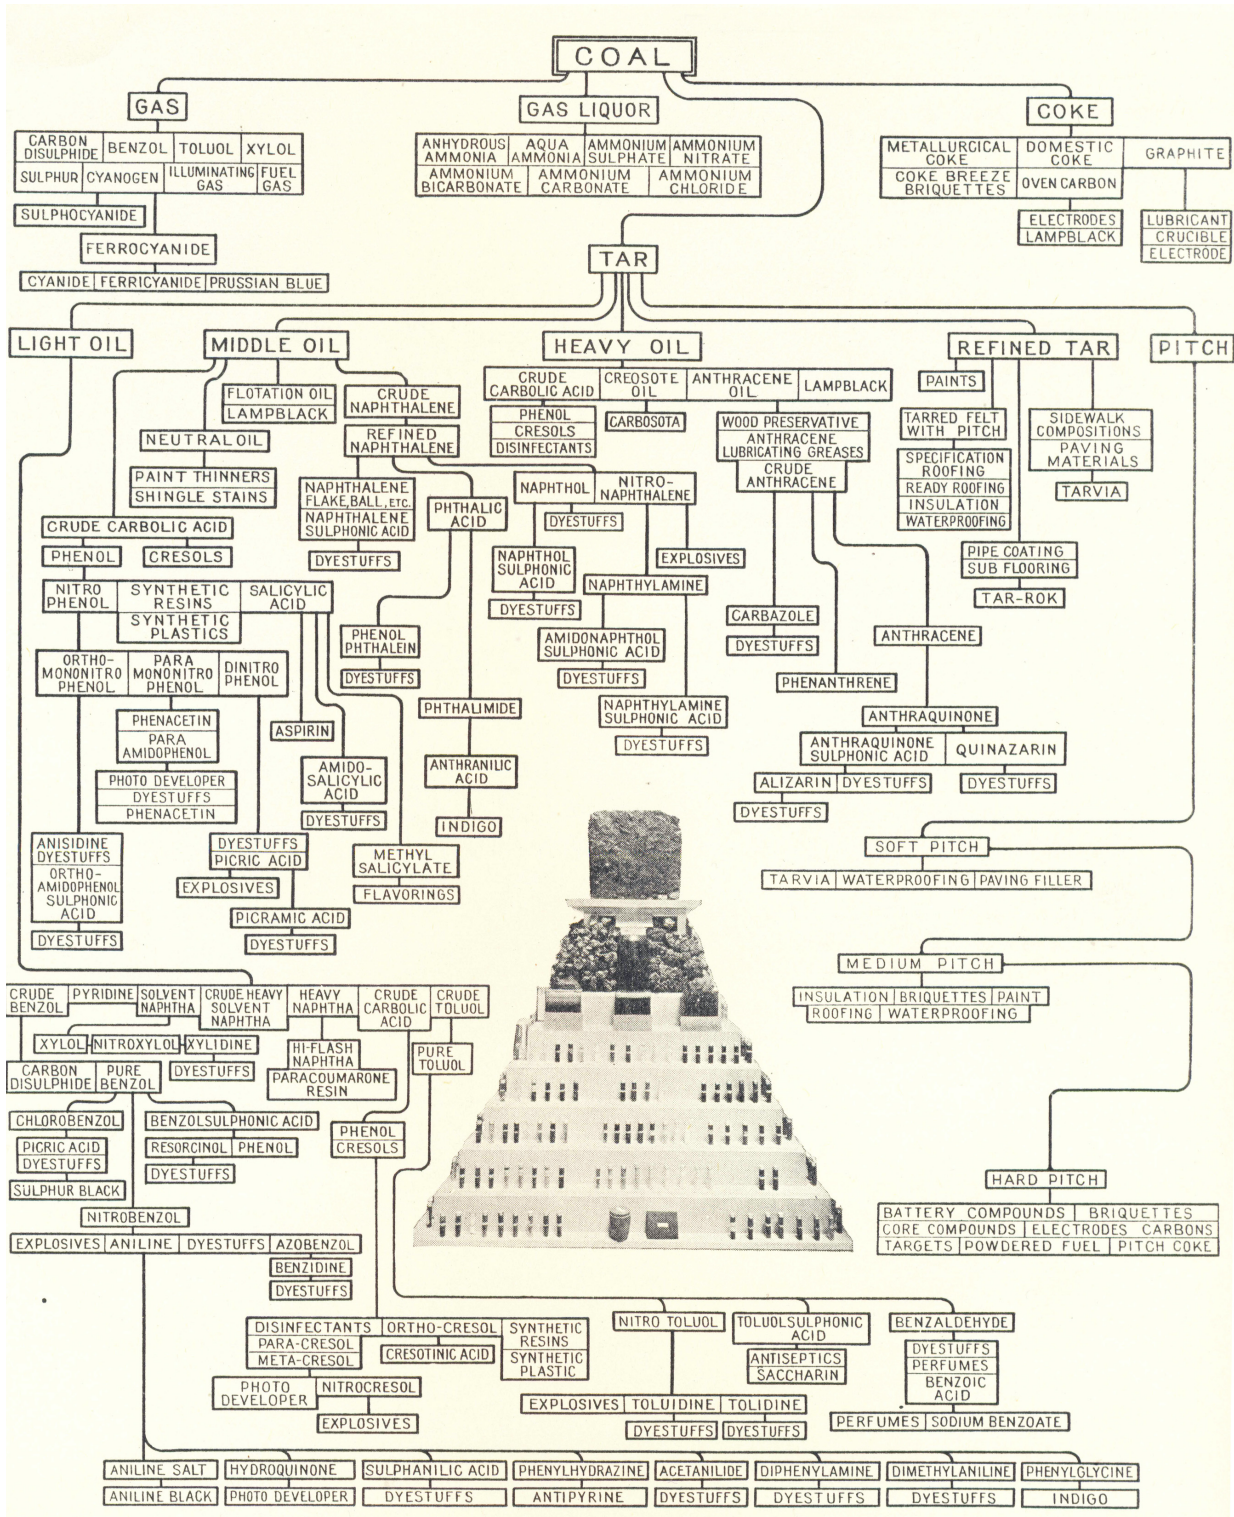 COAL
GAS
GAS LIQUOR
COKE
CARBON
DISULPHIDE
BENZOL
TOLUOL
XYLOL
SULPHUR
CYANOGEN
ILLUMINATING
GAS
FUEL
GAS
SULPHOCYANIDE
FERROCYANIDE
CYANIDE
FERRICYANIDE
PRUSSIAN BLUE
ANHYDROUS
AMMONIA
AQUA
AMMONIA
AMMONIUM
SULPHATE
AMMONIUM
NITRATE
AMMONIUM
BICARBONATE
AMMONIUM
CARBONATE
AMMONIUM
CHLORIDE
METALLURGICAL
COKE
DOMESTIC
COKE
GRAPHITE
COKE BREEZE
BRIQUETTES
OVEN CARBON
ELECTRODES
LAMPBLACK
LUBRICANT
CRUCIBLE
ELECTRODE
TAR
LIGHT OIL
MIDDLE OIL
HEAVY OIL
REFINED TAR
PITCH
FLOTATION OIL
LAMPBLACK
CRUDE
NAPHTHALENE
NEUTRAL OIL
REFINED
NAPHTHALENE
PAINT THINNERS
SHINGLE STAINS
NAPHTHALENE
FLAKE, BALL, ETC.
NAPHTHALENE
SULPHONIC ACID
DYESTUFFS
PHTHALIC
ACID
CRUDE CARBOLIC ACID
PHENOL
CRESOLS
NITRO
PHENOL
SYNTHETIC
RESINS
SYNTHETIC
PLASTICS
SALICYLIC
ACID
PHENOL
PHTHALEIN
DYESTUFFS
ORTHO-
MONONITRO
PHENOL
PARA
MONONITRO
PHENOL
DINITRO
PHENOL
PHENACETIN
PARA
AMIDOPHENOL
PHOTO DEVELOPER
DYESTUFFS
PHENACETIN
ASPIRIN
AMIDO-
SALICYLIC
ACID
DYESTUFFS
PHTHALIMIDE
ANTHRANILIC
ACID
INDIGO
METHYL
SALICYLATE
FLAVORINGS
ANISIDINE
DYESTUFFS
ORTHO-
AMIDOPHENOL
SULPHONIC
ACID
DYESTUFFS
DYESTUFFS
PICRIC ACID
EXPLOSIVES
PICRAMIC ACID
DYESTUFFS
CRUDE
CARBOLIC ACID
CREOSOTE
OIL
ANTHRACENE
OIL
LAMPBLACK
PHENOL
CRESOLS
DISINFECTANTS
CARBOSOTA
WOOD PRESERVATIVE
ANTHRACENE
LUBRICATING GREASES
CRUDE
ANTHRACENE
NAPHTHOL
NITRO-
NAPHTHALENE
DYESTUFFS
NAPHTHOL
SULPHONIC
ACID
DYESTUFFS
EXPLOSIVES
NAPHTHYLAMINE
AMIDONAPHTHOL
SULPHONIC ACID
DYESTUFFS
NAPHTHYLAMINE
SULPHONIC ACID
DYESTUFFS
CARBAZOLE
DYESTUFFS
PHENANTHRENE
ANTHRACENE
ANTHRAQUINONE
ANTHRAQUINONE
SULPHONIC ACID
QUINAZARIN
ALIZARIN
DYESTUFFS
DYESTUFFS
DYESTUFFS
PAINTS
TARRED FELT
WITH PITCH
SPECIFICATION
ROOFING
READY ROOFING
INSULATION
WATERPROOFING
SIDEWALK
COMPOSITIONS
PAVING
MATERIALS
TARVIA
PIPE COATING
SUB FLOORING
TAR-ROK
SOFT PITCH
TARVIA
WATERPROOFING
PAVING FILLER
MEDIUM PITCH
INSULATION
BRIQUETTES
PAINT
ROOFING
WATERPROOFING
HARD PITCH
BATTERY COMPOUNDS
BRIQUETTES
CORE COMPOUNDS
ELECTRODES CARBONS
TARGETS
POWDERED FUEL
PITCH COKE
CRUDE
BENZOL
PYRIDINE
SOLVENT
NAPHTHA
CRUDE HEAVY
SOLVENT
NAPHTHA
HEAVY
NAPHTHA
CRUDE
CARBOLIC
ACID
CRUDE
TOLUOL
XYLOL
NITROXYLOL
XYLIDINE
DYESTUFFS
HI-FLASH
NAPHTHA
PARACOUMARONE
RESIN
PURE
TOLUOL
CARBON
DISULPHIDE
PURE
BENZOL
CHLOROBENZOL
PICRIC ACID
DYESTUFFS
SULPHUR BLACK
BENZOLSULPHONIC ACID
RESORCINOL
PHENOL
DYESTUFFS
PHENOL
CRESOLS
NITROBENZOL
EXPLOSIVES
ANILINE
DYESTUFFS
AZOBENZOL
BENZIDINE
DYESTUFFS
DISINFECTANTS
ORTHO-CRESOL
SYNTHETIC
RESINS
PARA-CRESOL
META-CRESOL
CRESOTINIC ACID
SYNTHETIC
PLASTIC
PHOTO
DEVELOPER
NITROCRESOL
EXPLOSIVES
NITRO TOLUOL
TOLUOLSULPHONIC
ACID
BENZALDEHYDE
ANTISEPTICS
SACCHARIN
DYESTUFFS
PERFUMES
BENZOIC
ACID
EXPLOSIVES
TOLUIDINE
TOLIDINE
DYESTUFFS
DYESTUFFS
PERFUMES
SODIUM BENZOATE
ANILINE SALT
HYDROQUINONE
SULPHANILIC ACID
PHENYLHYDRAZINE
ACETANILIDE
DIPHENYLAMINE
DIMETHYLANILINE
PHENYLGLYCINE
ANILINE BLACK
PHOTO DEVELOPER
DYESTUFFS
ANTIPYRINE
DYESTUFFS
DYESTUFFS
DYESTUFFS
INDIGO